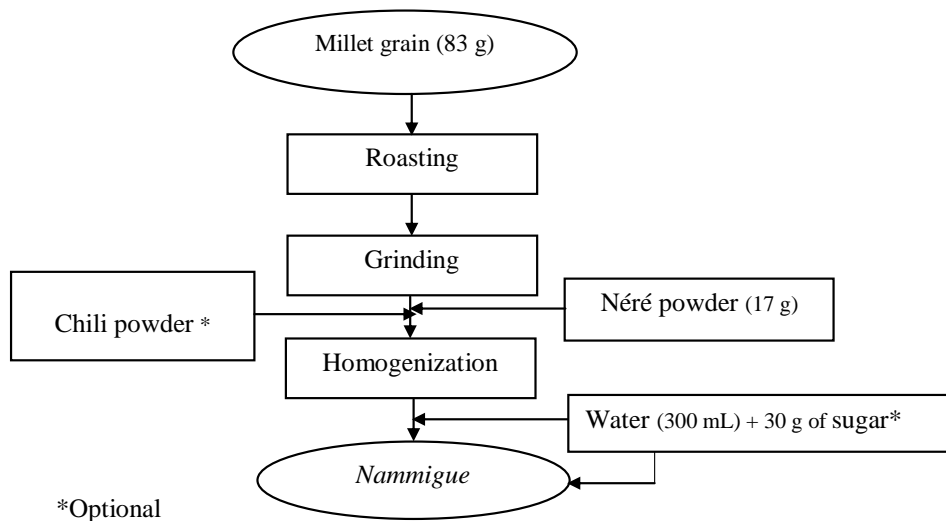 Millet grain (83 g)
Roasting
Grinding
Chili powder *
Néré powder (17 g)
Homogenization
Water (300 mL) + 30 g of sugar*
Nammigue
*Optional